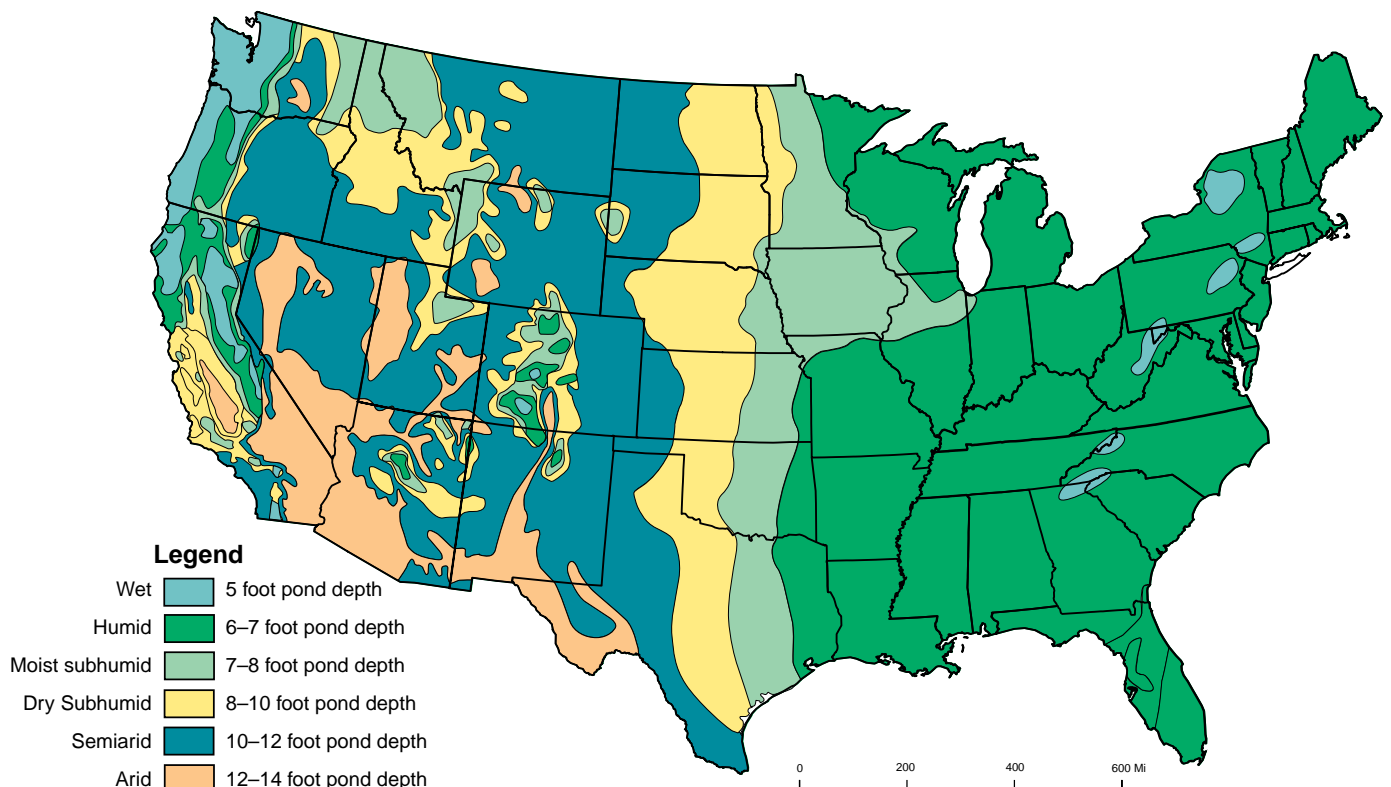 Legend
Wet 5 foot pond depth
Humid 6–7 foot pond depth
Moist subhumid 7–8 foot pond depth
Dry Subhumid 8–10 foot pond depth
Semiarid 10–12 foot pond depth
Arid 12–14 foot pond depth
0 200 400 600 Mi